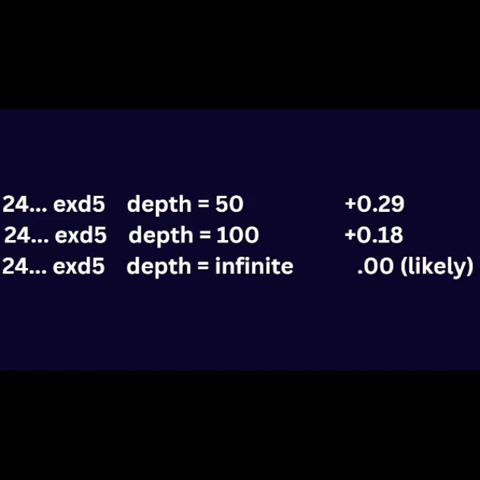 24... exd5 depth = 50 +0.29
24... exd5 depth = 100 +0.18
24... exd5 depth = infinite .00 (likely)